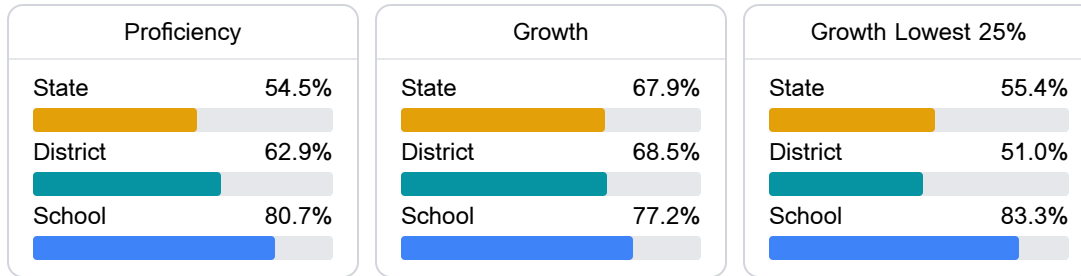 Proficiency
State 54.5%
District 62.9%
School 80.7%
Growth
State 67.9%
District 68.5%
School 77.2%
Growth Lowest 25%
State 55.4%
District 51.0%
School 83.3%